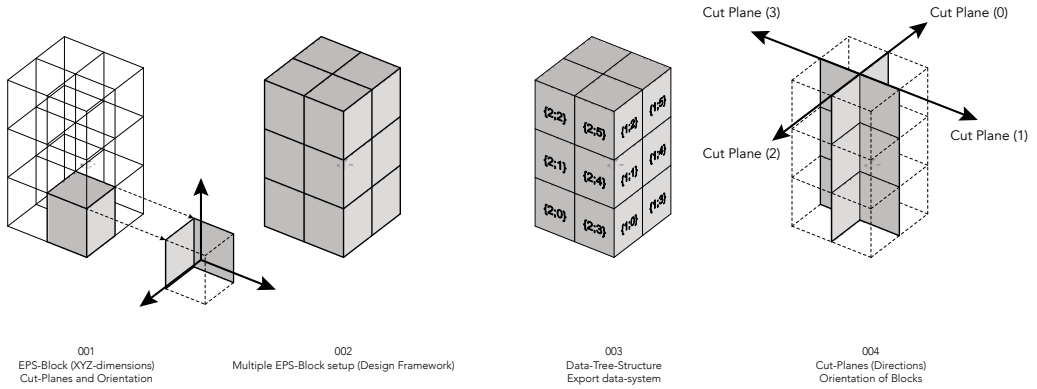 Cut Plane (3)
Cut Plane (0)
Cut Plane (2)
Cut Plane (1)
{2;2}
{2;5}
{1;2}
{1;5}
{2;1}
{2;4}
{1;1}
{1;4}
{2;0}
{2;3}
{1;0}
{1;3}
001
EPS-Block (XYZ-dimensions)
Cut-Planes and Orientation
002
Multiple EPS-Block setup (Design Framework)
003
Data-Tree-Structure
Export data-system
004
Cut-Planes (Directions)
Orientation of Blocks